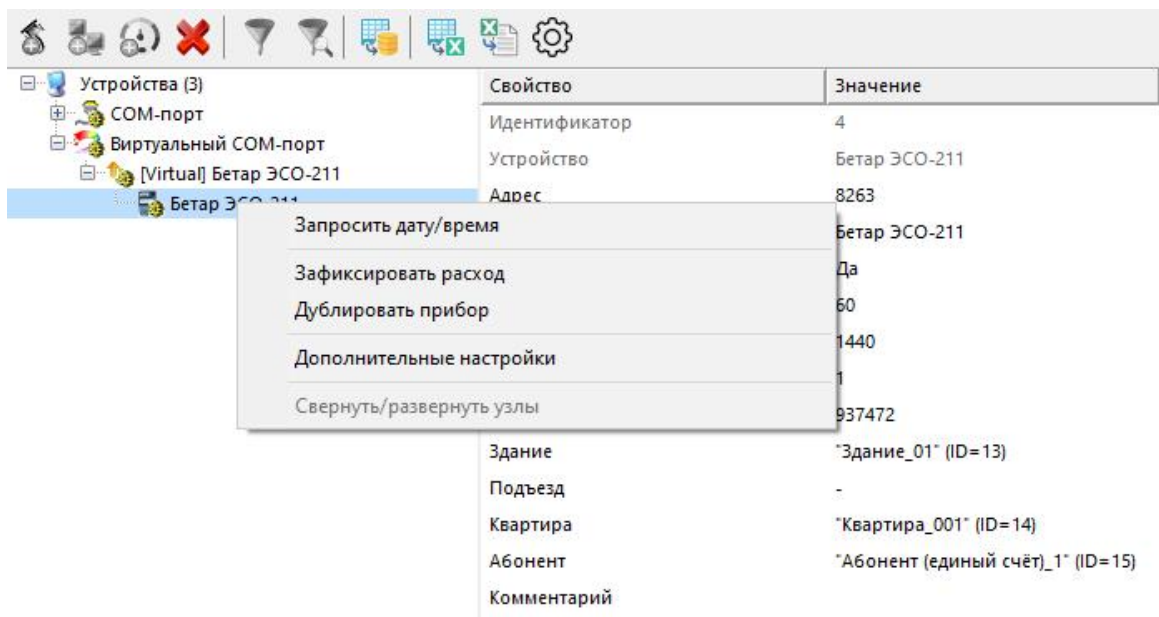 Устройства (3)
COM-порт
Виртуальный COM-порт
[Virtual] Бетар ЭСО-211
Бетар ЭСО-211
Запросить дату/время
Зафиксировать расход
Дублировать прибор
Дополнительные настройки
Свернуть/развернуть узлы
Свойство Значение
Идентификатор 4
Устройство Бетар ЭСО-211
Адрес 8263
Бетар ЭСО-211
Да
60
1440
1
937472
Здание "Здание_01" (ID=13)
Подъезд -
Квартира "Квартира_001" (ID=14)
Абонент "Абонент (единый счёт)_1" (ID=15)
Комментарий